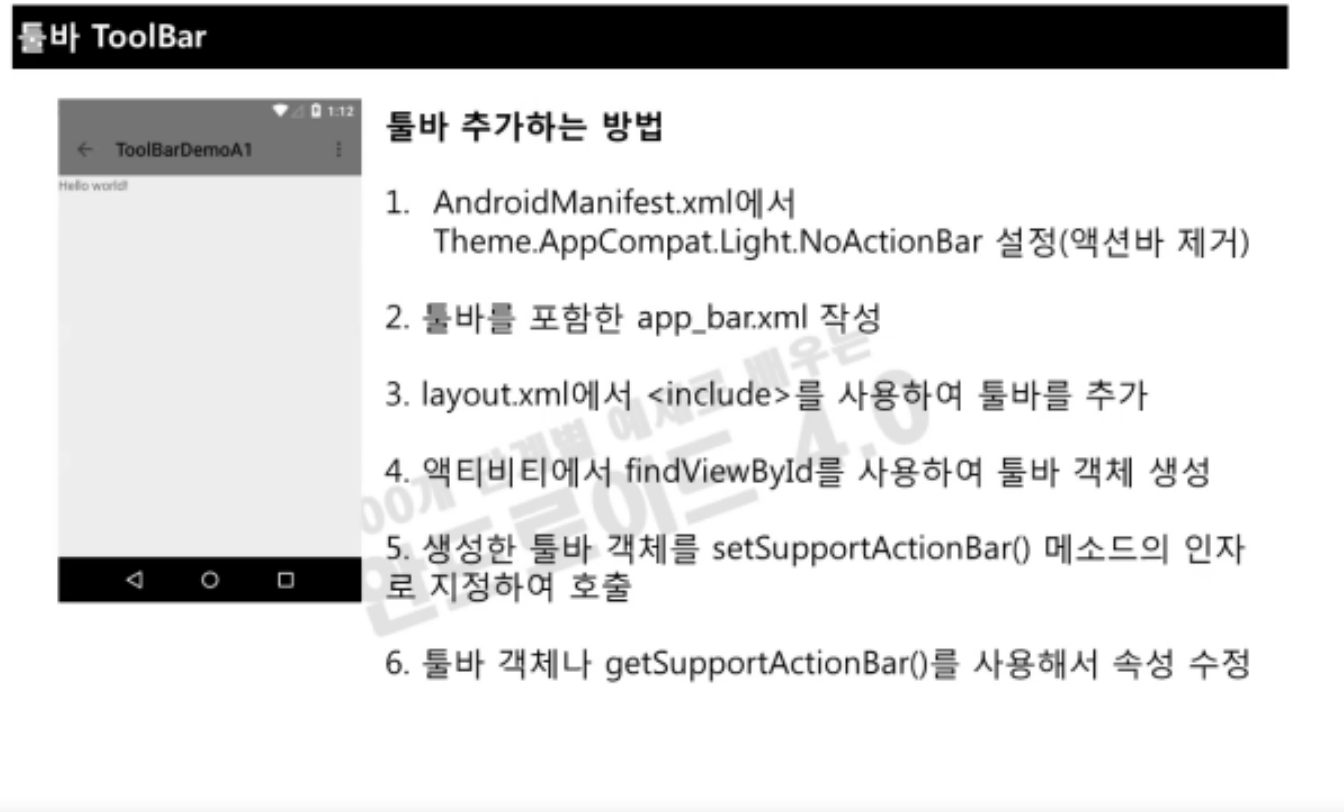 툴바 ToolBar
1:12
ToolBarDemoA1
Hello world!
툴바 추가하는 방법
1. AndroidManifest.xml에서
Theme.AppCompat.Light.NoActionBar 설정(액션바 제거)
2. 툴바를 포함한 app_bar.xml 작성
3. layout.xml에서 <include>를 사용하여 툴바를 추가
4. 액티비티에서 findViewById를 사용하여 툴바 객체 생성
5. 생성한 툴바 객체를 setSupportActionBar() 메소드의 인자
로 지정하여 호출
6. 툴바 객체나 getSupportActionBar()를 사용해서 속성 수정
00개 단계별 예제로 배우는
안드로이드 4.0